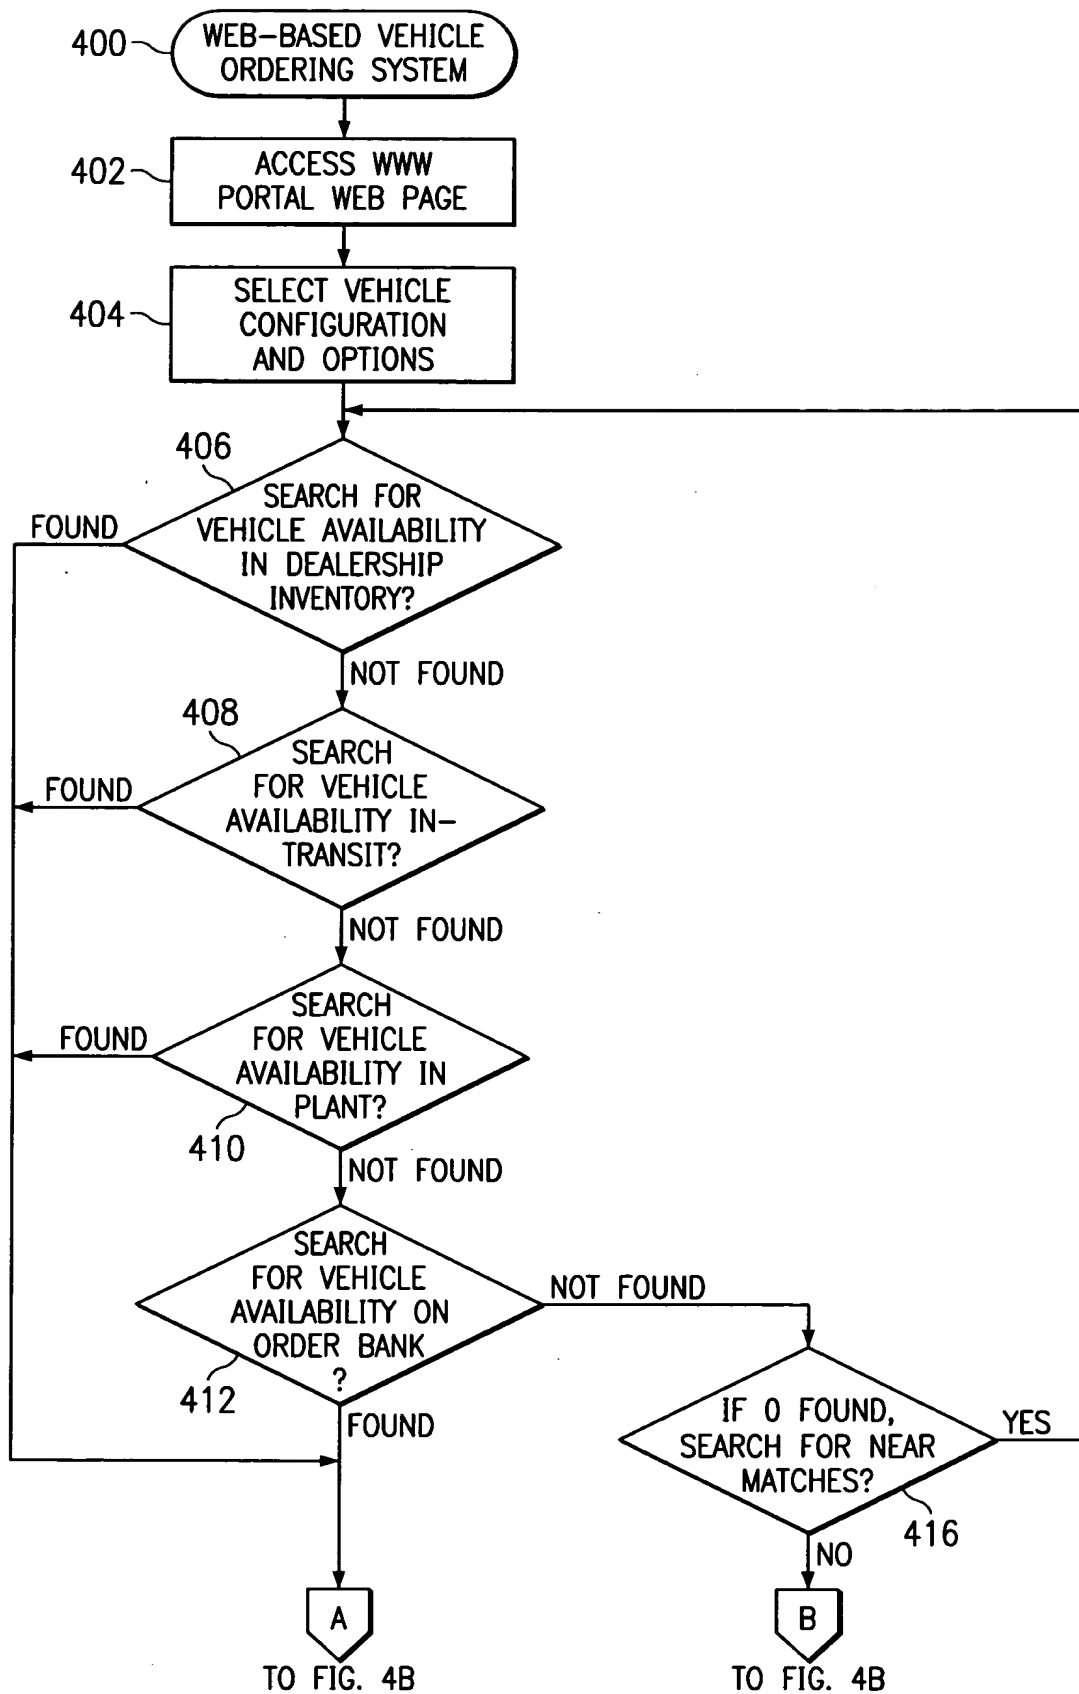 400
WEB-BASED VEHICLE
ORDERING SYSTEM
402
ACCESS WWW
PORTAL WEB PAGE
404
SELECT VEHICLE
CONFIGURATION
AND OPTIONS
406
SEARCH FOR
VEHICLE AVAILABILITY
IN DEALERSHIP
INVENTORY?
FOUND
NOT FOUND
408
SEARCH
FOR VEHICLE
AVAILABILITY IN-
TRANSIT?
FOUND
NOT FOUND
SEARCH
FOR VEHICLE
AVAILABILITY IN
PLANT?
FOUND
410
NOT FOUND
SEARCH
FOR VEHICLE
AVAILABILITY ON
ORDER BANK
?
412
NOT FOUND
FOUND
IF 0 FOUND,
SEARCH FOR NEAR
MATCHES?
YES
416
NO
A
TO FIG. 4B
B
TO FIG. 4B